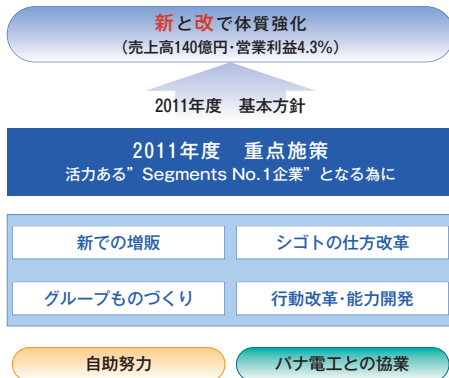 新と改で体質強化
（売上高140億円・営業利益4.3%）
2011年度　基本方針
2011年度　重点施策
活力ある”Segments No.1企業”となる為に
新での増販
シゴトの仕方改革
グループものづくり
行動改革・能力開発
自助努力
パナ電工との協業